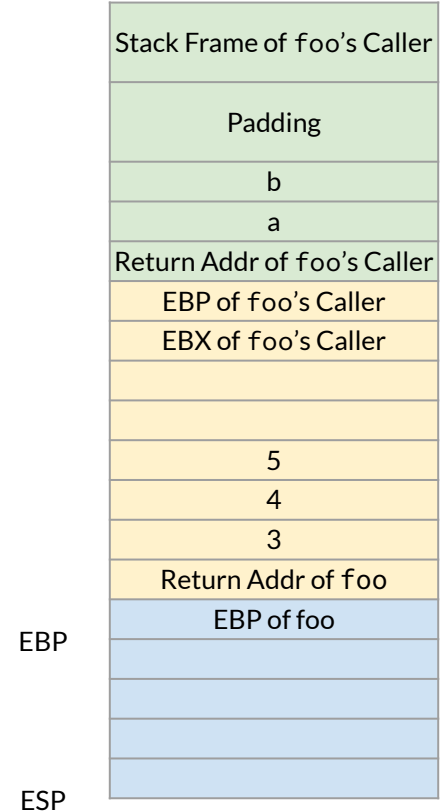 Stack Frame of foo's Caller
Padding
b
a
Return Addr of foo's Caller
EBP of foo's Caller
EBX of foo's Caller
5
4
3
Return Addr of foo
EBP of foo
EBP
ESP